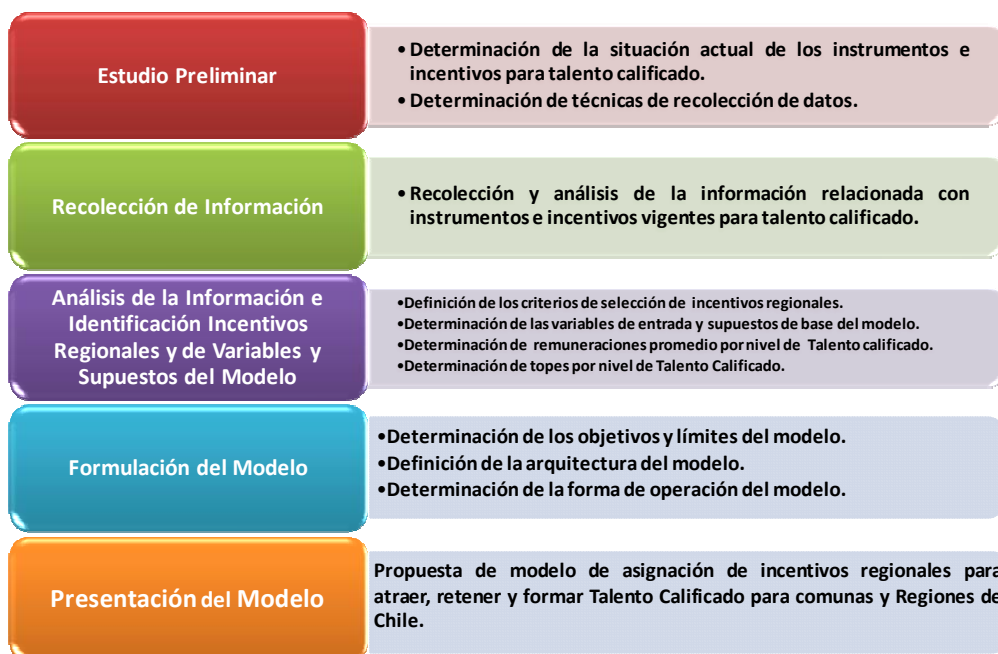 Estudio Preliminar
•Determinación de la situación actual de los instrumentos e
incentivos para talento calificado.
•Determinación de técnicas de recolección de datos.
Recolección de Información
•Recolección y análisis de la información relacionada con
instrumentos e incentivos vigentes para talento calificado.
Análisis de la Información e
Identificación Incentivos
Regionales y de Variables y
Supuestos del Modelo
•Definición de los criterios de selección de incentivos regionales.
•Determinación de las variables de entrada y supuestos de base del modelo.
•Determinación de remuneraciones promedio por nivel de Talento calificado.
•Determinación de topes por nivel de Talento Calificado.
Formulación del Modelo
•Determinación de los objetivos y límites del modelo.
•Definición de la arquitectura del modelo.
•Determinación de la forma de operación del modelo.
Presentación del Modelo
Propuesta de modelo de asignación de incentivos regionales para
atraer, retener y formar Talento Calificado para comunas y Regiones de
Chile.